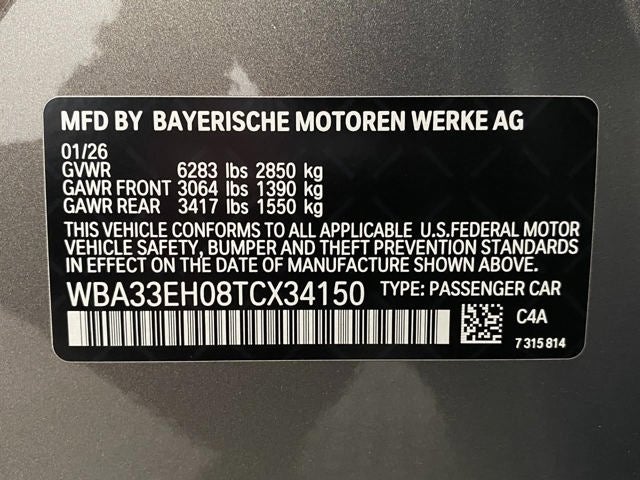 MFD BY BAYERISCHE MOTOREN WERKE AG
01/26
GVWR 6283 lbs 2850 kg
GAWR FRONT 3064 lbs 1390 kg
GAWR REAR 3417 lbs 1550 kg
THIS VEHICLE CONFORMS TO ALL APPLICABLE U.S.FEDERAL MOTOR
VEHICLE SAFETY, BUMPER AND THEFT PREVENTION STANDARDS
IN EFFECT ON THE DATE OF MANUFACTURE SHOWN ABOVE.
WBA33EH08TCX34150 TYPE: PASSENGER CAR
C4A
7 315 814